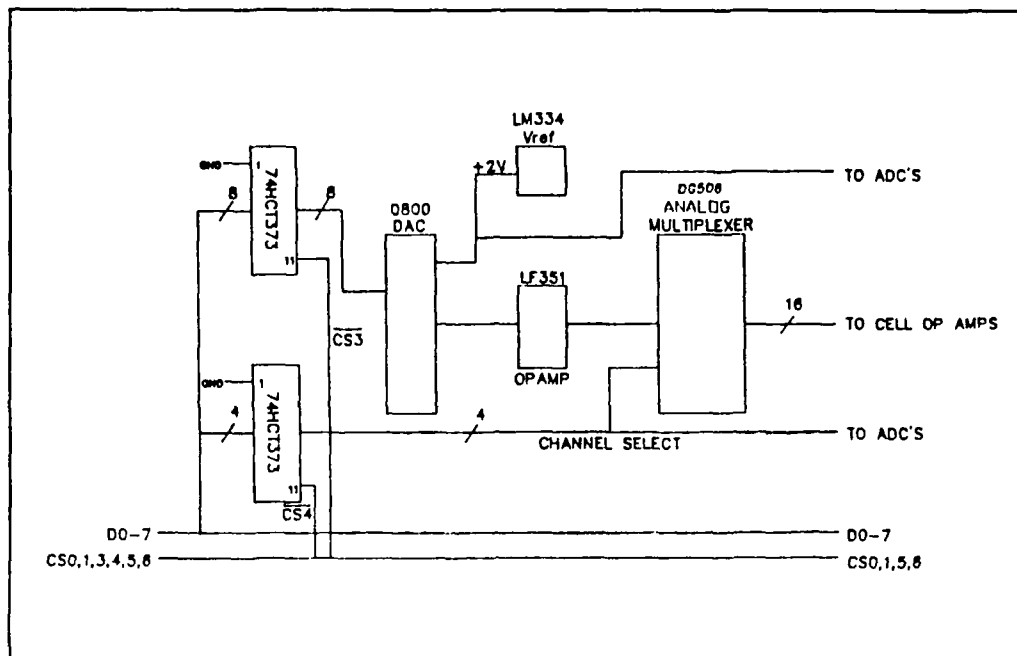 LM334
Vref
+2V
TO ADC'S
GND
1
74HCT373
11
8
8
0800
DAC
DG508
ANALOG
MULTIPLEXER
LF351
OPAMP
16
TO CELL OP AMPS
CS3
GND
1
74HCT373
11
4
4
CHANNEL SELECT
TO ADC'S
CS4
D0-7
D0-7
CS0,1,3,4,5,6
CS0,1,5,6